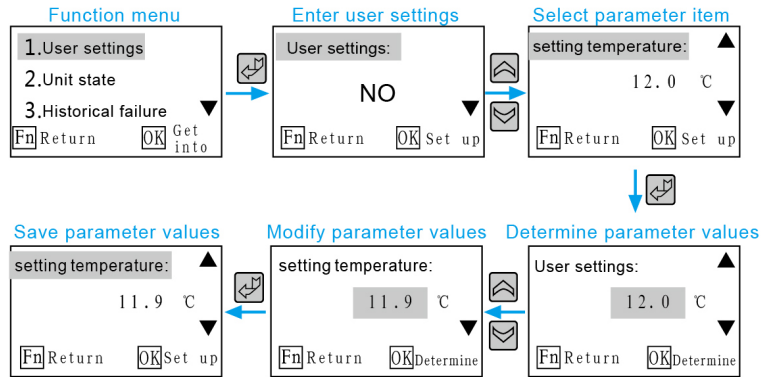 Function menu
1.User settings
2.Unit state
3.Historical failure
Fn Return OK Get into
Enter user settings
User settings:
NO
Fn Return OK Set up
Select parameter item
setting temperature:
12.0 ℃
Fn Return OK Set up
Save parameter values
setting temperature:
11.9 ℃
Fn Return OK Set up
Modify parameter values
setting temperature:
11.9 ℃
Fn Return OK Determine
Determine parameter values
User settings:
12.0 ℃
Fn Return OK Determine